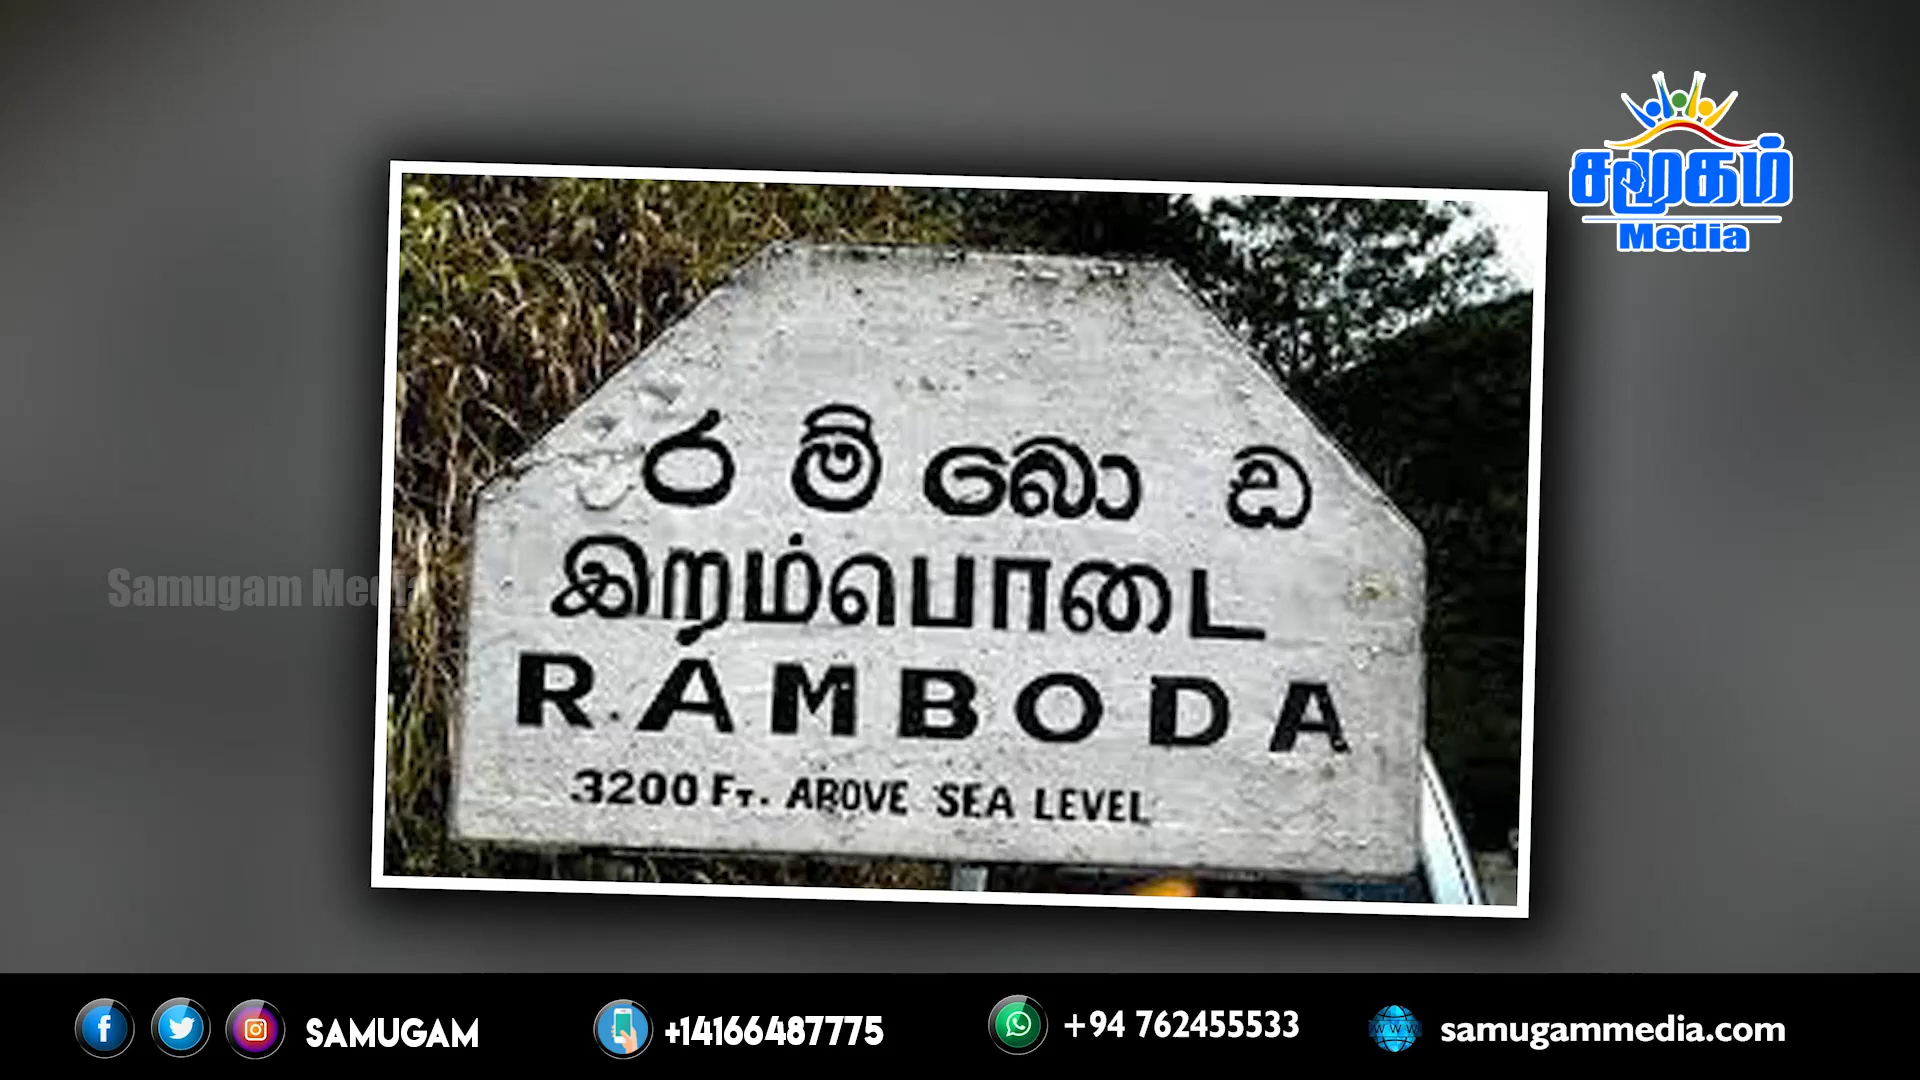 சமூகம்
Media
රම්බොඩ
இறம்பொடை
RAMBODA
3200 FT. ABOVE SEA LEVEL
Samugam Media
SAMUGAM
+14166487775
+94 762455533
samugammedia.com